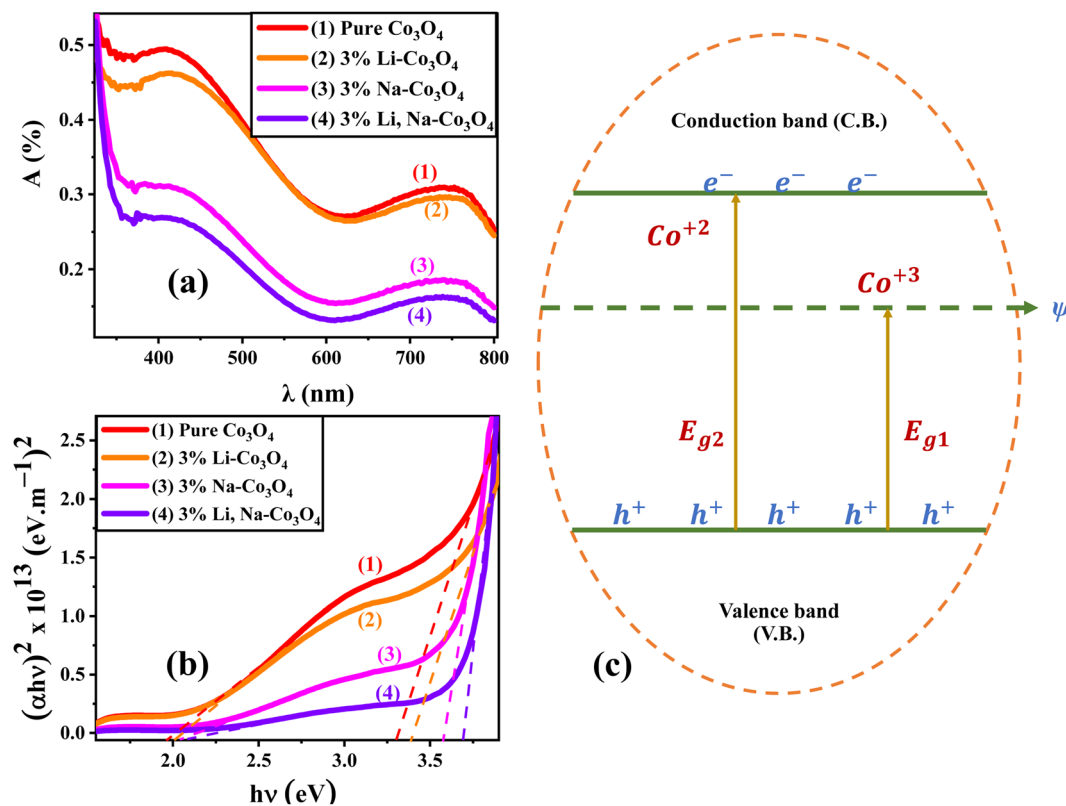 (a)
(1) Pure Co₃O₄
(2) 3% Li-Co₃O₄
(3) 3% Na-Co₃O₄
(4) 3% Li, Na-Co₃O₄
A (%)
0.5
0.4
0.3
0.2
(1)
(2)
(3)
(4)
400 500 600 700 800
λ (nm)
(b)
(1) Pure Co₃O₄
(2) 3% Li-Co₃O₄
(3) 3% Na-Co₃O₄
(4) 3% Li, Na-Co₃O₄
(αhν)² x 10¹³ (eV.m⁻¹)²
2.5
2.0
1.5
1.0
0.5
0.0
(1)
(2)
(3)
(4)
2.0 2.5 3.0 3.5
hν (eV)
Conduction band (C.B.)
e⁻ e⁻ e⁻
Co⁺²
Co⁺³
ψ
E_g2
E_g1
h⁺ h⁺ h⁺ h⁺ h⁺
Valence band
(V.B.)
(c)